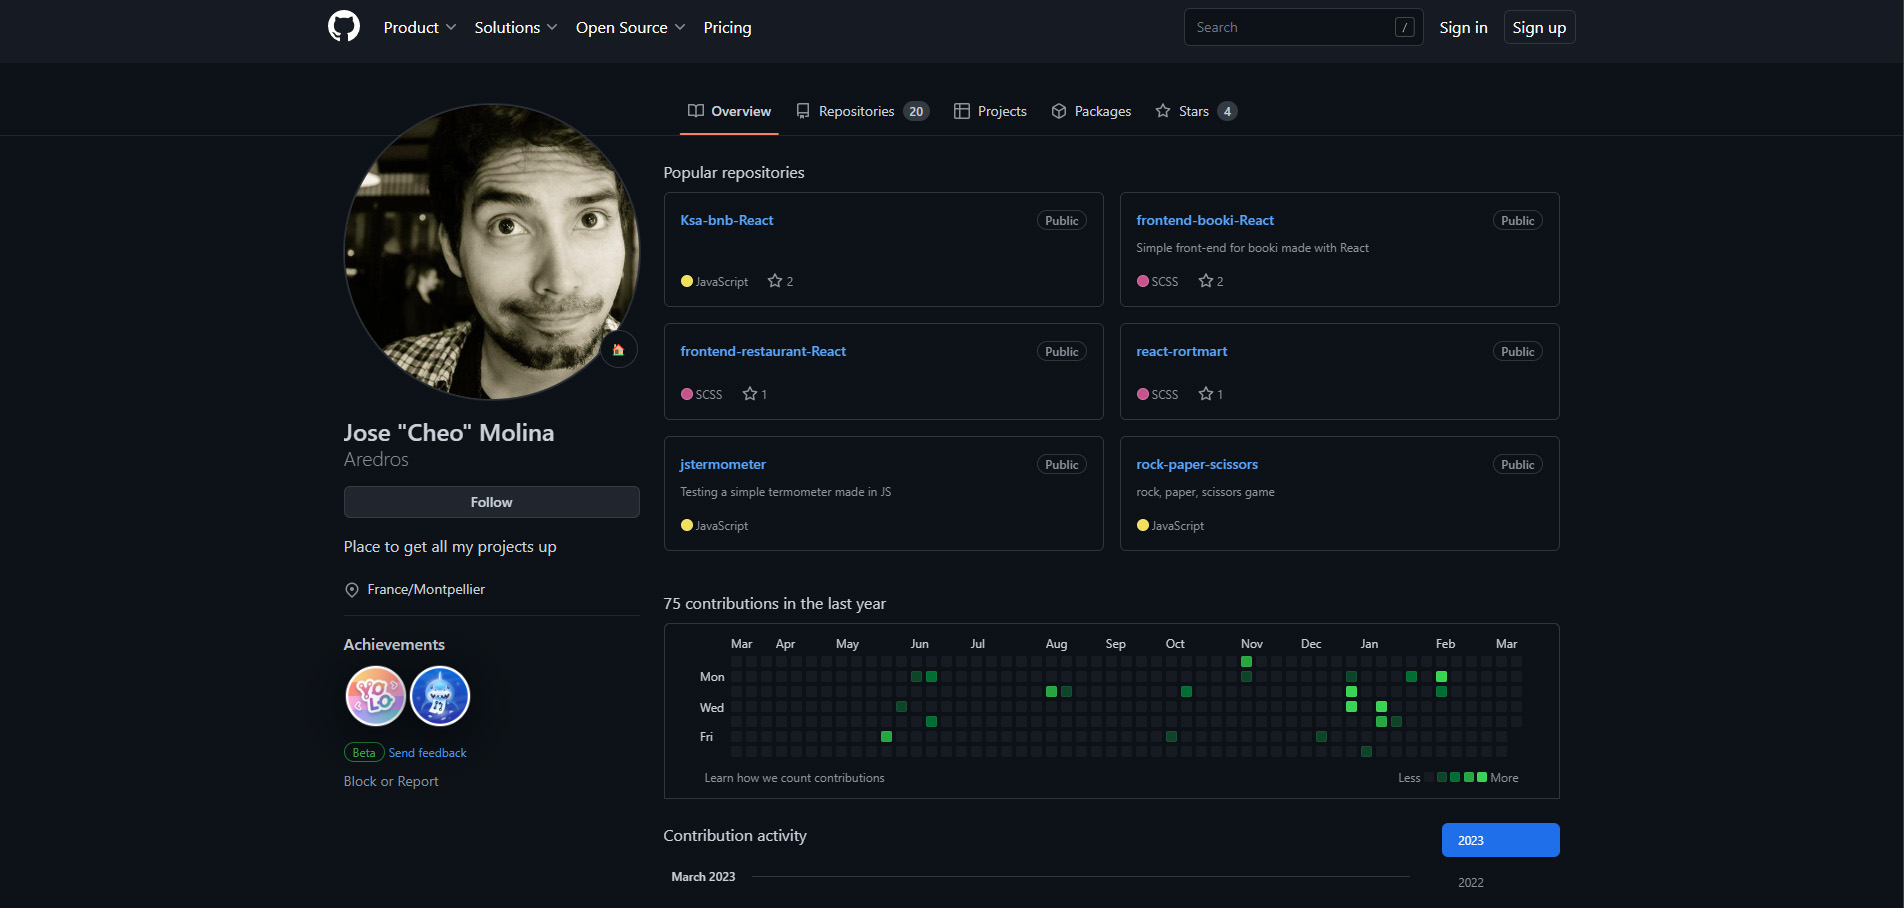 Product Solutions Open Source Pricing
Search /
Sign in Sign up
Overview Repositories 20 Projects Packages Stars 4
Jose "Cheo" Molina
Aredros
Follow
Place to get all my projects up
France/Montpellier
Achievements
YOLO
Beta Send feedback
Block or Report
Popular repositories
Ksa-bnb-React Public
JavaScript 2
frontend-booki-React Public
Simple front-end for booki made with React
SCSS 2
frontend-restaurant-React Public
SCSS 1
react-rortmart Public
SCSS 1
jstermometer Public
Testing a simple termometer made in JS
JavaScript
rock-paper-scissors Public
rock, paper, scissors game
JavaScript
75 contributions in the last year
Mar Apr May Jun Jul Aug Sep Oct Nov Dec Jan Feb Mar
Mon
Wed
Fri
Learn how we count contributions
Less More
Contribution activity
2023
March 2023
2022